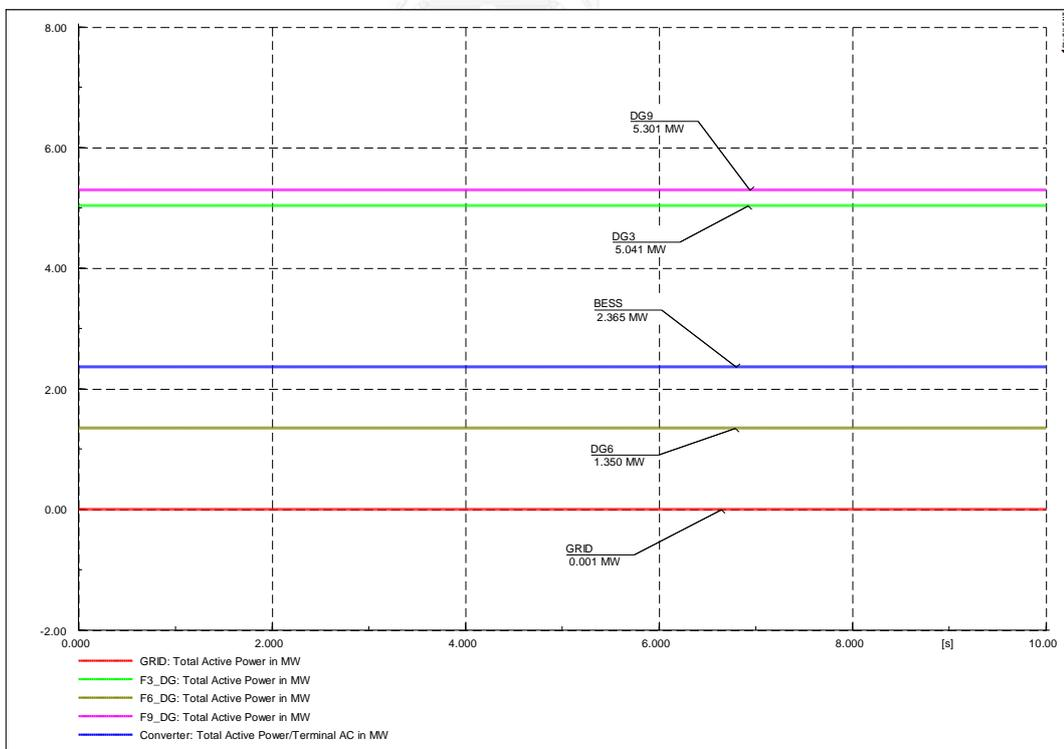 8.00
6.00
4.00
2.00
0.00
-2.00
DG9
5.301 MW
DG3
5.041 MW
BESS
2.365 MW
DG6
1.350 MW
GRID
0.001 MW
0.000 2.000 4.000 6.000 8.000 [s] 10.00
GRID: Total Active Power in MW
F3_DG: Total Active Power in MW
F6_DG: Total Active Power in MW
F9_DG: Total Active Power in MW
Converter: Total Active Power/Terminal AC in MW